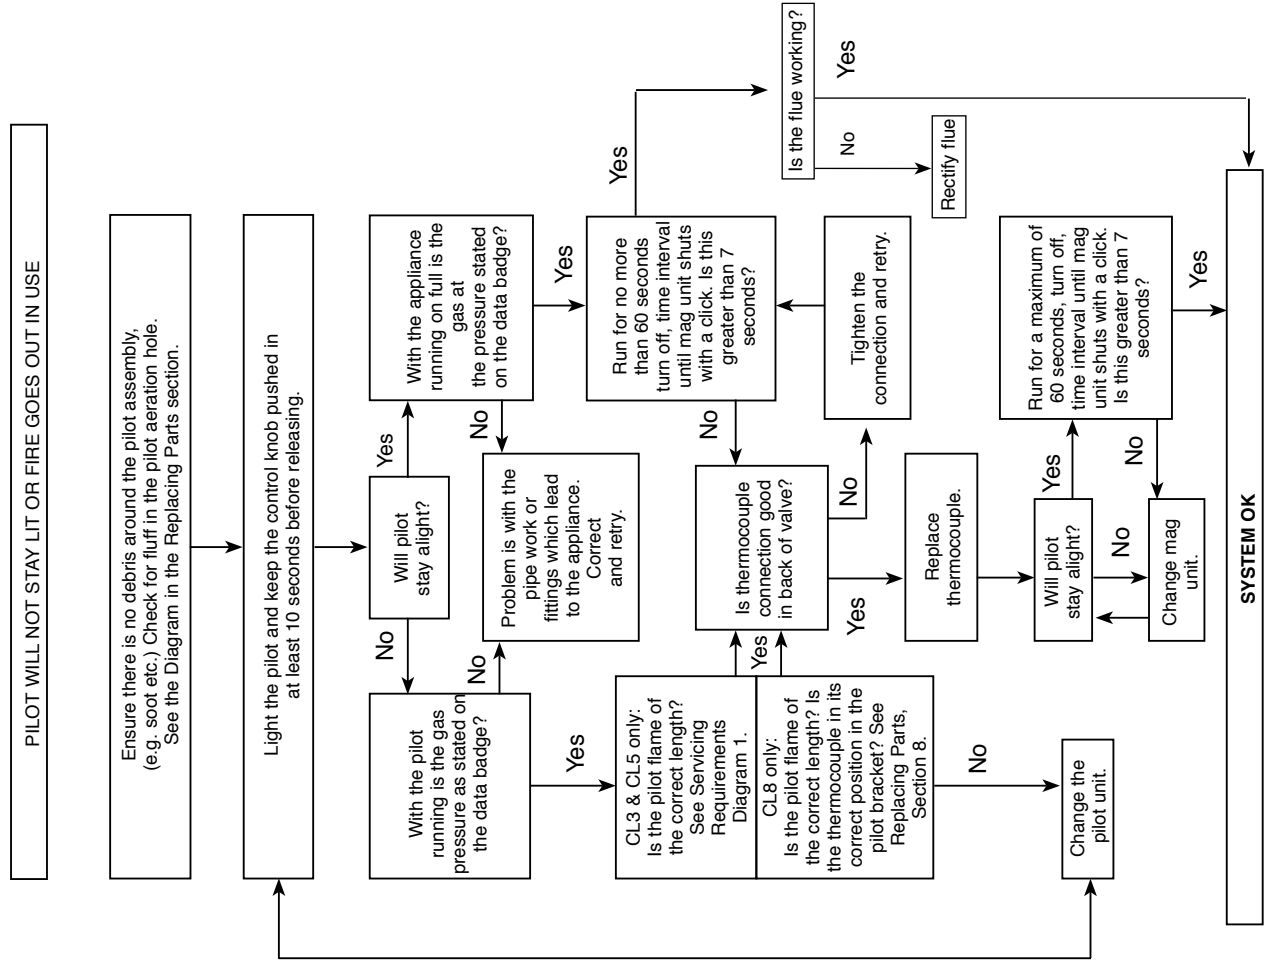 PILOT WILL NOT STAY LIT OR FIRE GOES OUT IN USE
Ensure there is no debris around the pilot assembly,
(e.g. soot etc.) Check for fluff in the pilot aeration hole.
See the Diagram in the Replacing Parts section.
Light the pilot and keep the control knob pushed in
at least 10 seconds before releasing.
Will pilot
stay alight?
No
Yes
With the pilot
running is the gas
pressure as stated on
the data badge?
No
Yes
With the appliance
running on full is the
gas at
the pressure stated
on the data badge?
No
Yes
Problem is with the
pipe work or
fittings which lead
to the appliance.
Correct
and retry.
CL3 & CL5 only:
Is the pilot flame of
the correct length?
See Servicing
Requirements
Diagram 1.
CL8 only:
Is the pilot flame of
the correct length? Is
the thermocouple in its
correct position in the
pilot bracket? See
Replacing Parts,
Section 8.
Yes
No
Change the
pilot unit.
Run for no more
than 60 seconds
turn off, time interval
until mag unit shuts
with a click. Is this
greater than 7
seconds?
No
Yes
Is thermocouple
connection good
in back of valve?
No
Yes
Tighten the
connection and retry.
Is the flue working?
No
Yes
Rectify flue
Replace
thermocouple.
Will pilot
stay alight?
Yes
No
Change mag
unit.
Run for a maximum of
60 seconds, turn off,
time interval until mag
unit shuts with a click.
Is this greater than 7
seconds?
No
Yes
SYSTEM OK